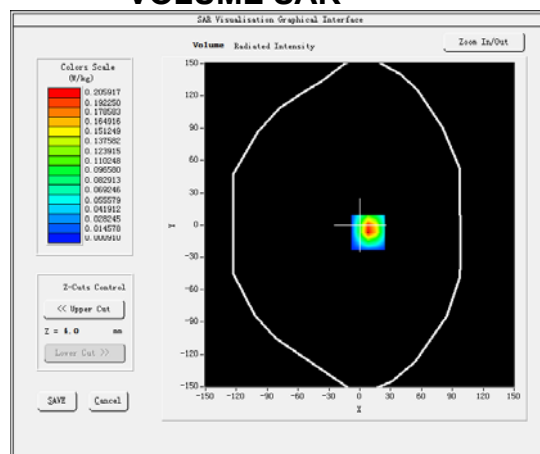 VOLUME SAR
SAR Visualisation Graphical Interface
Volume Radiated Intensity
Zoom In/Out
Colors Scale
(W/kg)
0.205917
0.192250
0.178583
0.164916
0.151249
0.137582
0.123915
0.110248
0.096580
0.082913
0.069246
0.055579
0.041912
0.028245
0.014578
0.000910
Z-Cuts Control
<< Upper Cut
Z = 4.0 mm
Lower Cut >>
SAVE
Cancel
150
120
90
60
30
0
-30
-60
-90
-120
-150
Y
-150 -120 -90 -60 -30 0 30 60 90 120 150
X